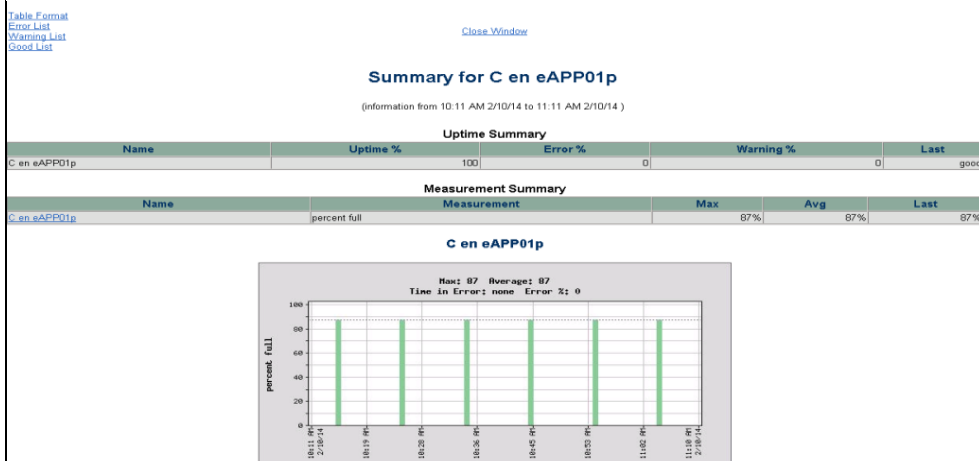 Table Format
Error List
Warning List
Good List
Close Window
Summary for C en eAPP01p
(information from 10:11 AM 2/10/14 to 11:11 AM 2/10/14 )
Uptime Summary
Name Uptime % Error % Warning % Last
C en eAPP01p 100 0 0 good
Measurement Summary
Name Measurement Max Avg Last
C en eAPP01p percent full 87% 87% 87%
C en eAPP01p
Max: 87 Average: 87
Time in Error: none Error %: 0
percent full
100
80
60
40
20
0
10:11 AM
2/10/14
10:19 AM
10:28 AM
10:36 AM
10:45 AM
10:53 AM
11:02 AM
11:10 AM
2/10/14